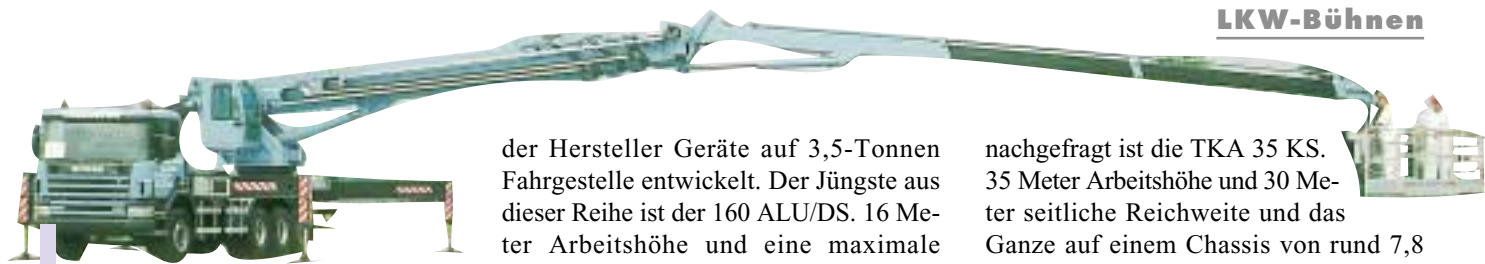 LKW-Bühnen
der Hersteller Geräte auf 3,5-Tonnen
Fahrgestelle entwickelt. Der Jüngste aus
dieser Reihe ist der 160 ALU/DS. 16 Me-
ter Arbeitshöhe und eine maximale
nachgefragt ist die TKA 35 KS.
35 Meter Arbeitshöhe und 30 Me-
ter seitliche Reichweite und das
Ganze auf einem Chassis von rund 7,8